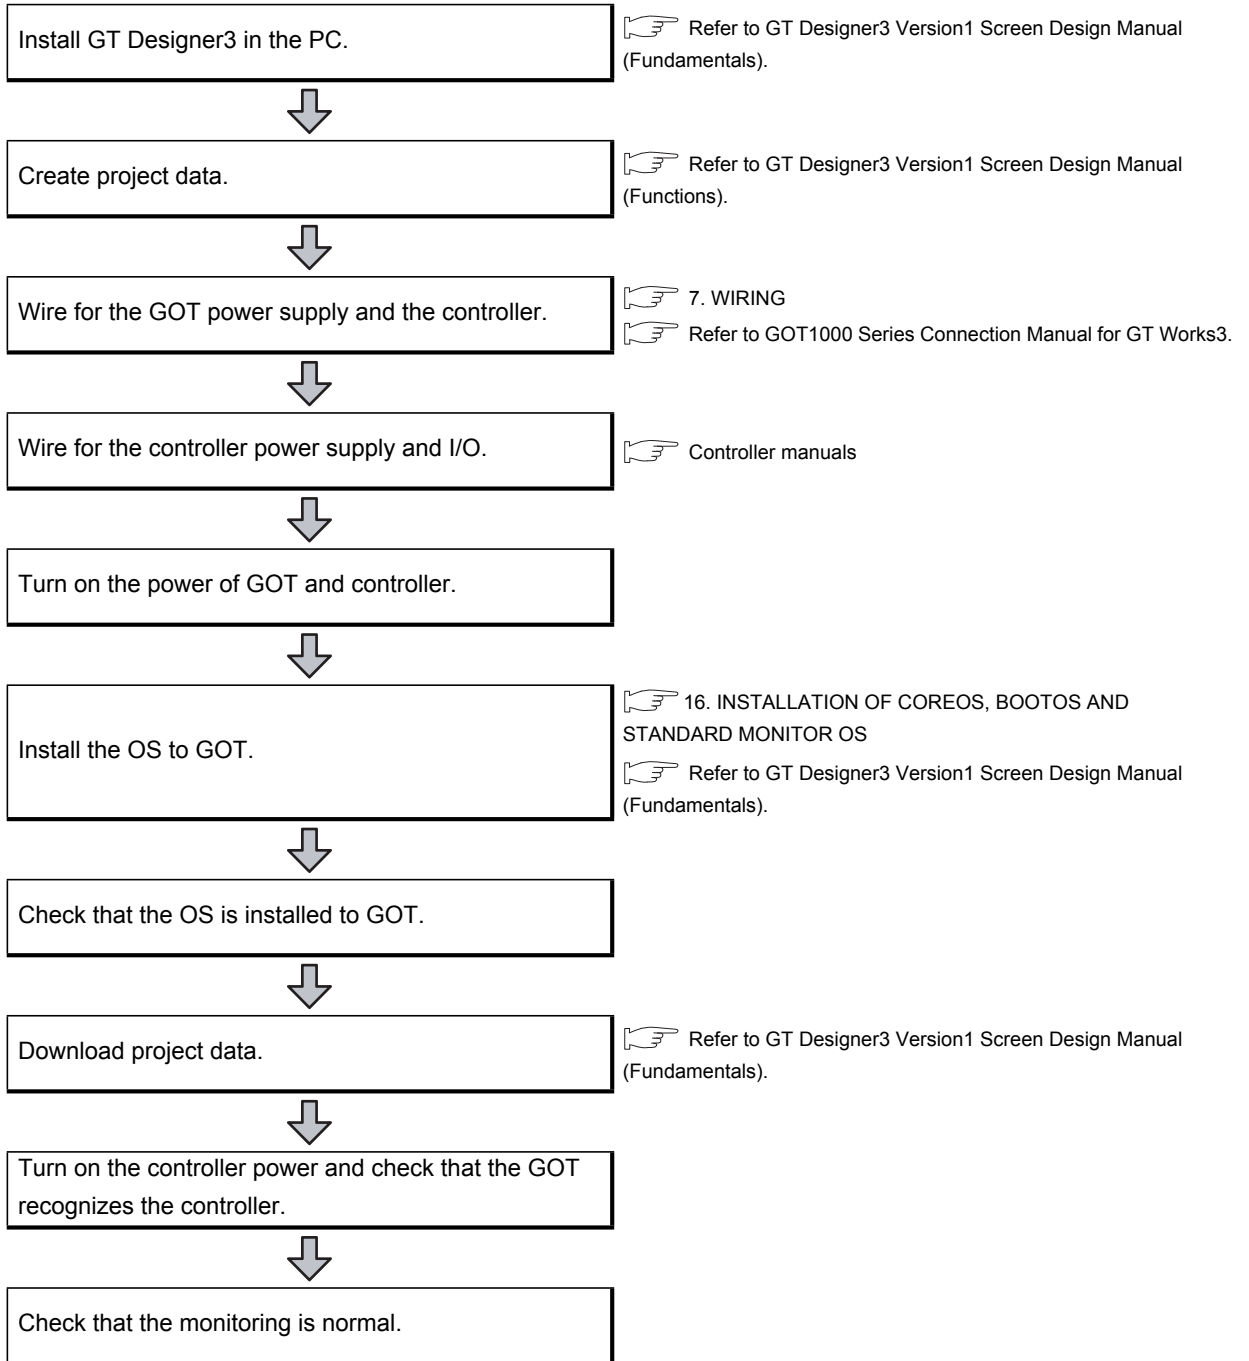 Install GT Designer3 in the PC.
Refer to GT Designer3 Version1 Screen Design Manual
(Fundamentals).
Create project data.
Refer to GT Designer3 Version1 Screen Design Manual
(Functions).
Wire for the GOT power supply and the controller.
7. WIRING
Refer to GOT1000 Series Connection Manual for GT Works3.
Wire for the controller power supply and I/O.
Controller manuals
Turn on the power of GOT and controller.
Install the OS to GOT.
16. INSTALLATION OF COREOS, BOOTOS AND
STANDARD MONITOR OS
Refer to GT Designer3 Version1 Screen Design Manual
(Fundamentals).
Check that the OS is installed to GOT.
Download project data.
Refer to GT Designer3 Version1 Screen Design Manual
(Fundamentals).
Turn on the controller power and check that the GOT
recognizes the controller.
Check that the monitoring is normal.